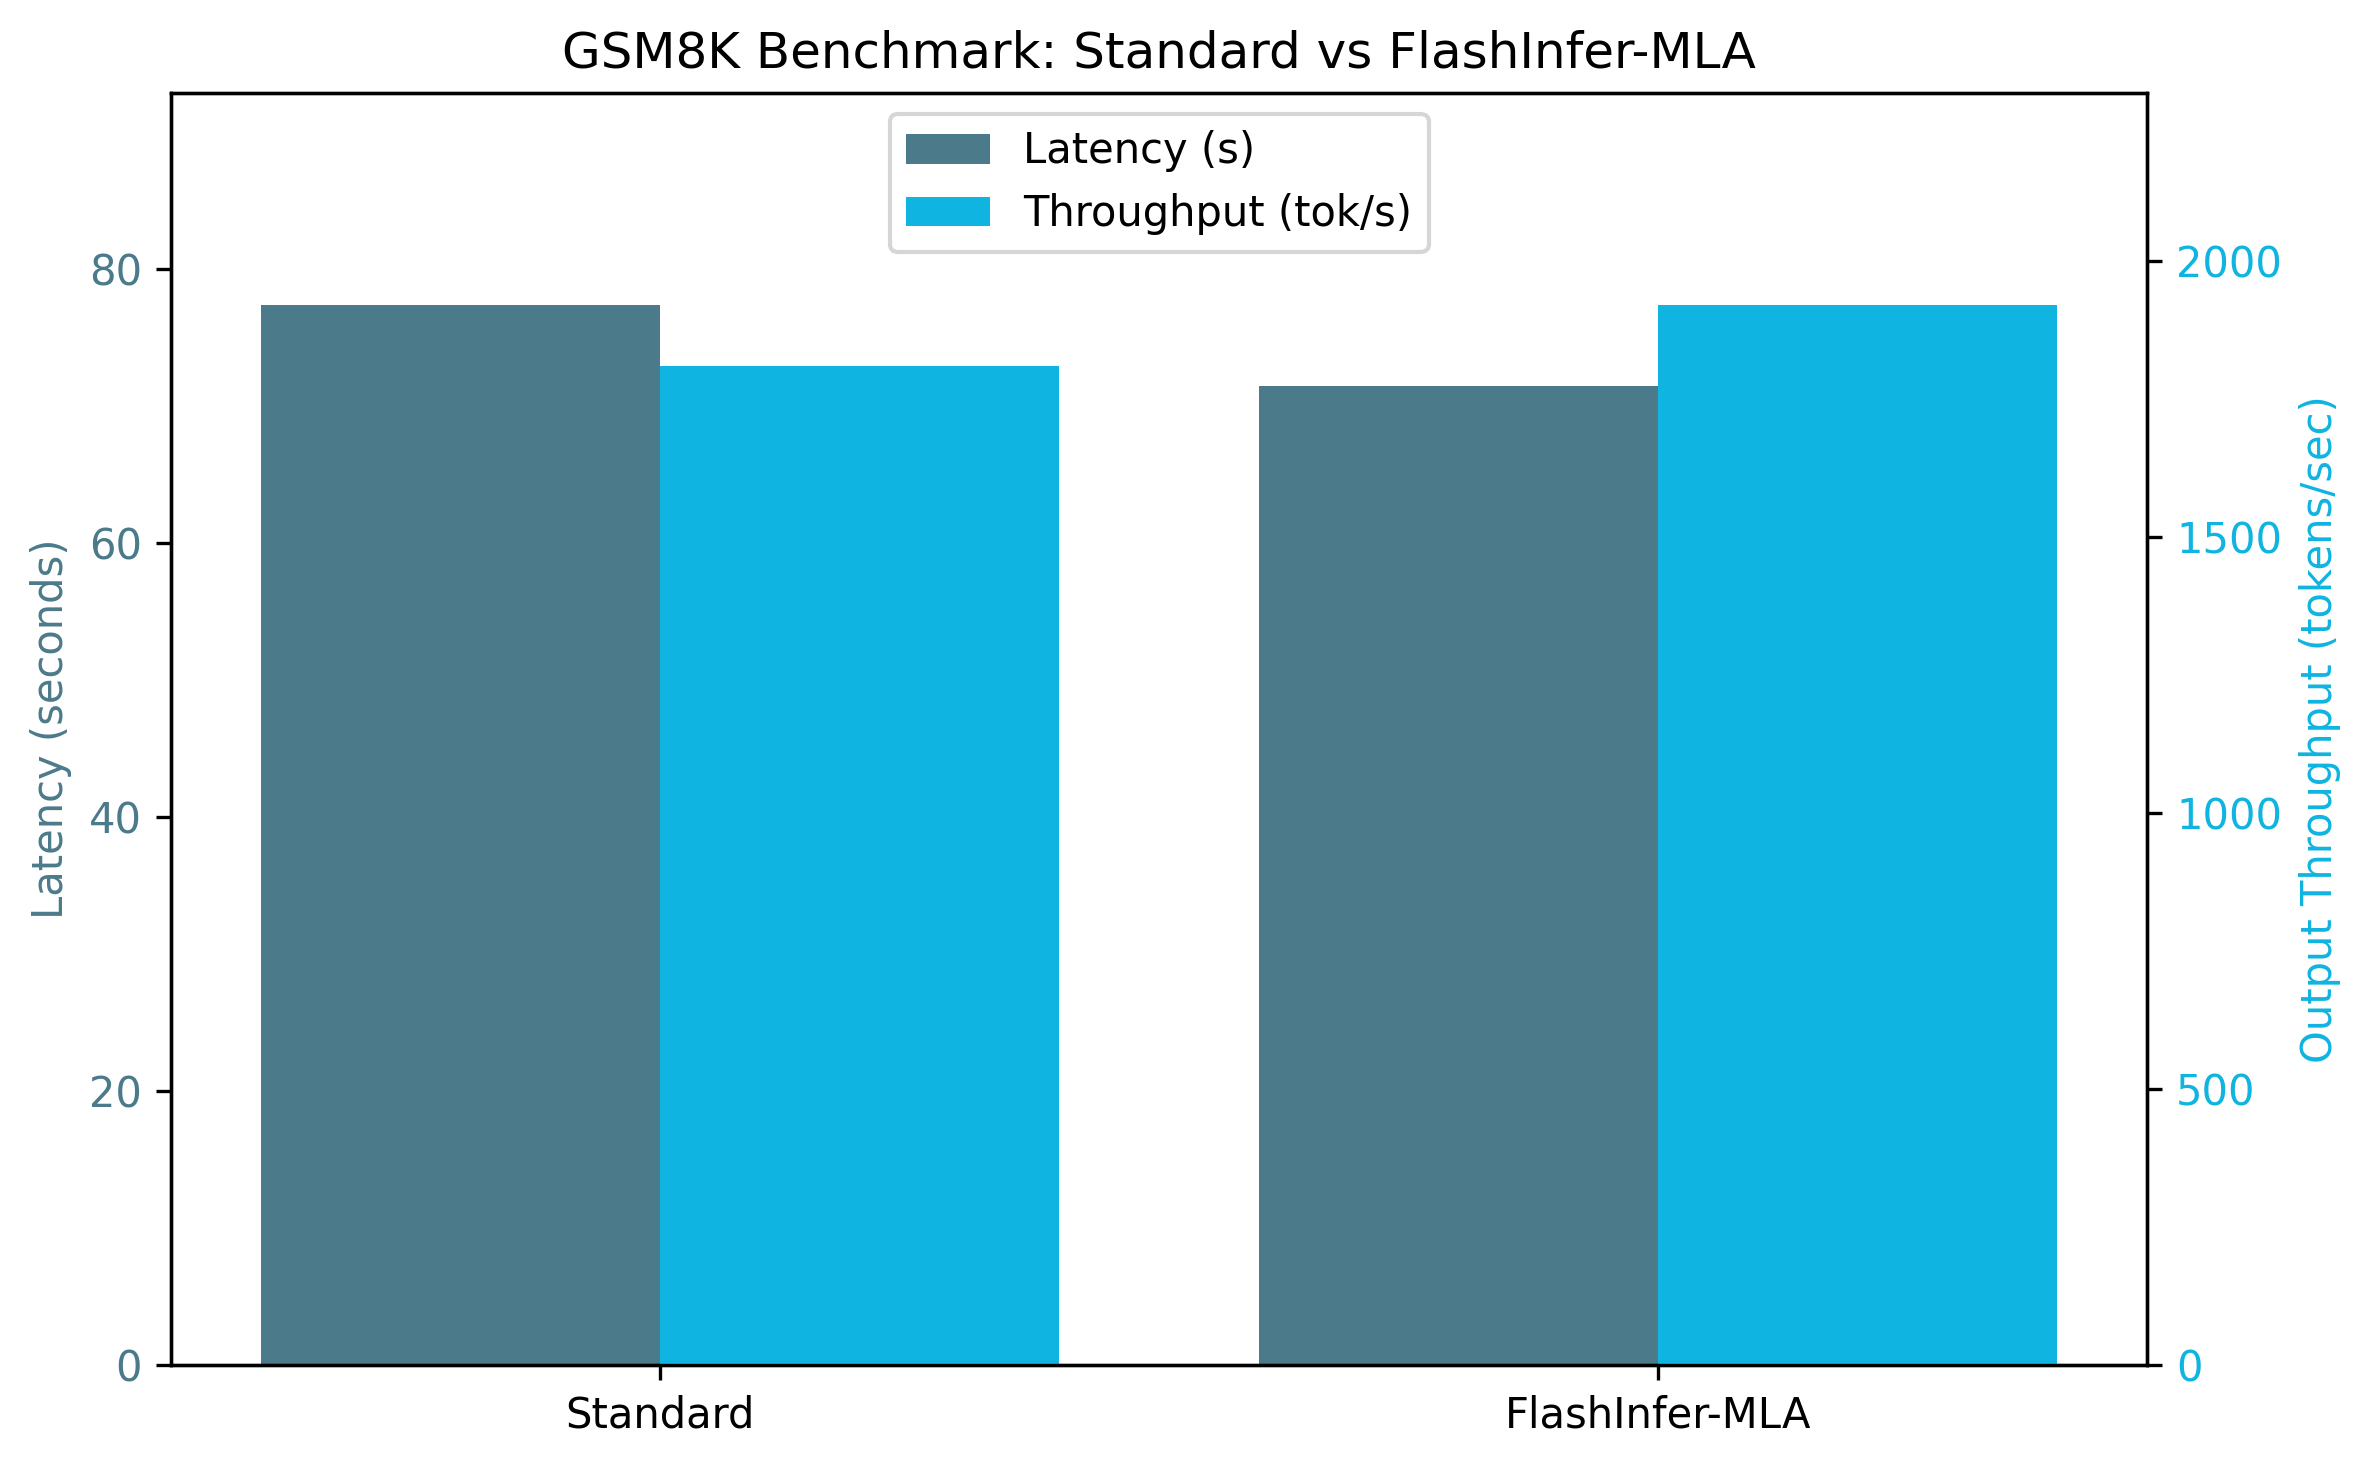 GSM8K Benchmark: Standard vs FlashInfer-MLA
Latency (s)
Throughput (tok/s)
Latency (seconds)
80
60
40
20
0
2000
1500
1000
500
0
Output Throughput (tokens/sec)
Standard
FlashInfer-MLA